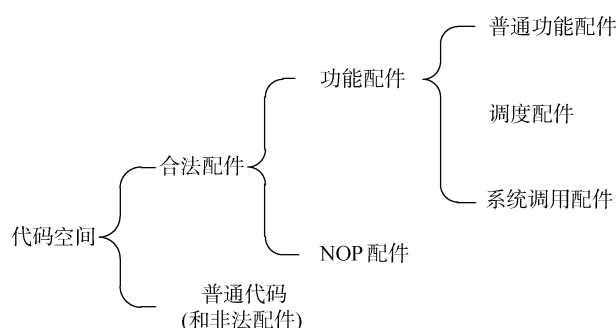 普通功能配件
功能配件
调度配件
合法配件
系统调用配件
代码空间
NOP 配件
普通代码
(和非法配件)